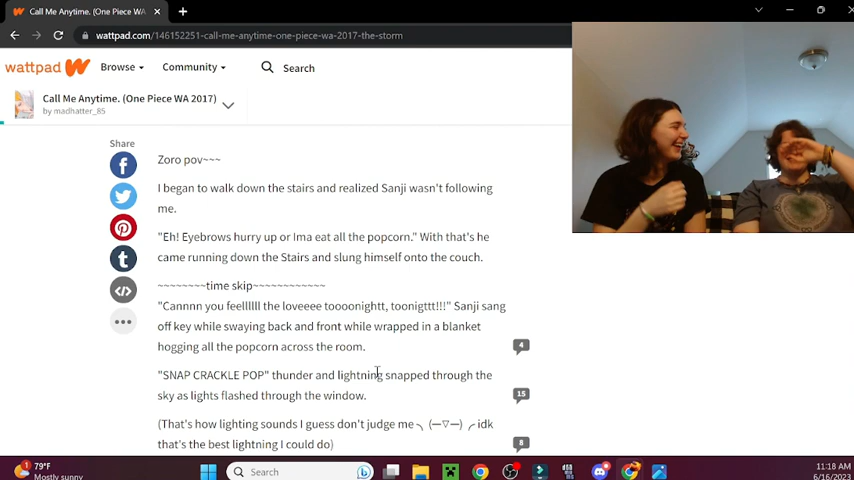 Call Me Anytime. (One Piece WA
wattpad.com/146152251-call-me-anytime-one-piece-wa-2017-the-storm
wattpad Browse Community Search
Call Me Anytime. (One Piece WA 2017)
by madhatter_85
Share
Zoro pov~~~
I began to walk down the stairs and realized Sanji wasn't following
me.
"Eh! Eyebrows hurry up or Ima eat all the popcorn." With that's he
came running down the Stairs and slung himself onto the couch.
~~~~~~~~time skip~~~~~~~~~~~~
"Cannnn you feellllll the loveeee toooonightt, toonigttt!!!" Sanji sang
off key while swaying back and front while wrapped in a blanket
hogging all the popcorn across the room.
4
"SNAP CRACKLE POP" thunder and lightning snapped through the
sky as lights flashed through the window.
15
(That's how lighting sounds I guess don't judge me ╮(─▽─)╭ idk
that's the best lightning I could do)
8
79°F
Mostly sunny
Search
11:18 AM
6/16/2023